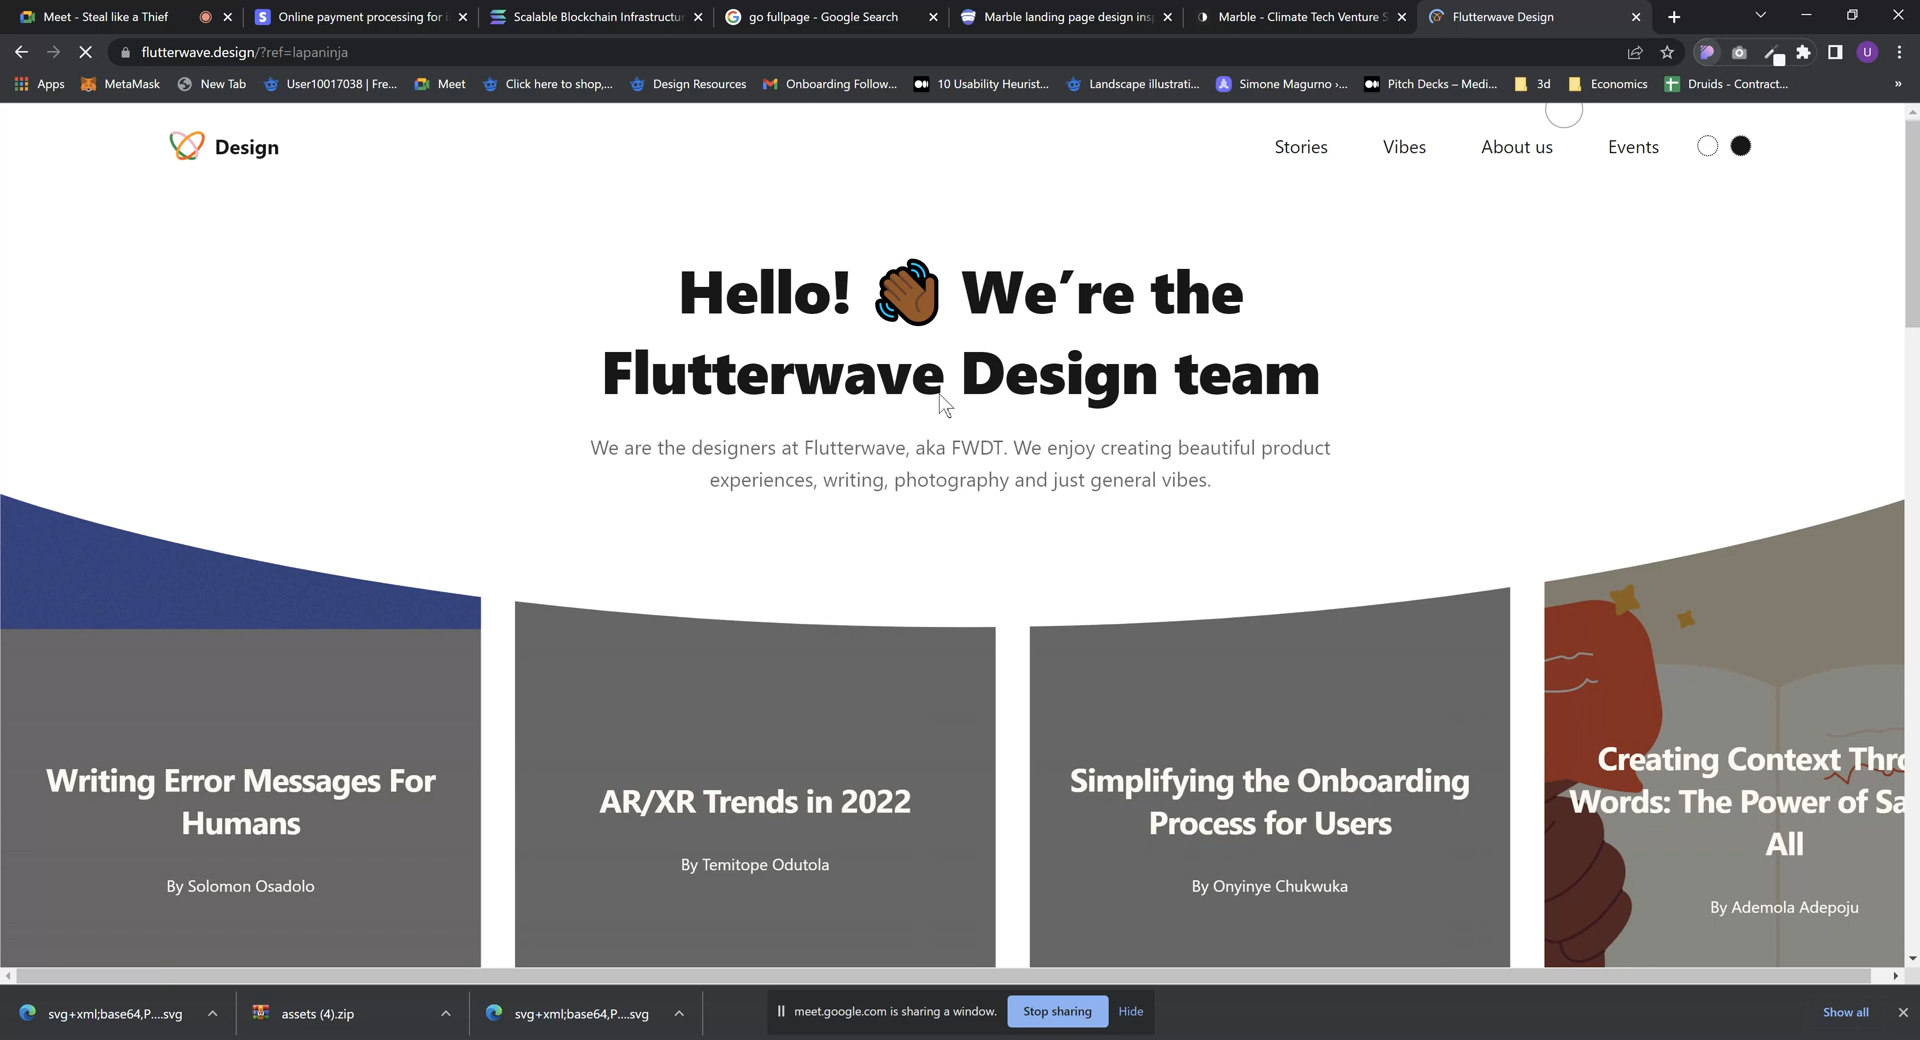 Meet - Steal like a Thief
Online payment processing for i
Scalable Blockchain Infrastructu
go fullpage - Google Search
Marble landing page design ins
Marble - Climate Tech Venture S
Flutterwave Design
flutterwave.design/?ref=lapaninja
U
Apps
MetaMask
New Tab
User10017038 | Fre...
Meet
Click here to shop,...
Design Resources
Onboarding Follow...
10 Usability Heurist...
Landscape illustrati...
Simone Magurno ›...
Pitch Decks – Medi...
3d
Economics
Druids - Contract...
»
Design
Stories
Vibes
About us
Events
Hello! 👋🏾 We’re the
Flutterwave Design team
We are the designers at Flutterwave, aka FWDT. We enjoy creating beautiful product
experiences, writing, photography and just general vibes.
Writing Error Messages For
Humans
By Solomon Osadolo
AR/XR Trends in 2022
By Temitope Odutola
Simplifying the Onboarding
Process for Users
By Onyinye Chukwuka
Creating Context Thro
Words: The Power of Sa
All
By Ademola Adepoju
svg+xml;base64,P....svg
assets (4).zip
svg+xml;base64,P....svg
meet.google.com is sharing a window.
Stop sharing
Hide
Show all